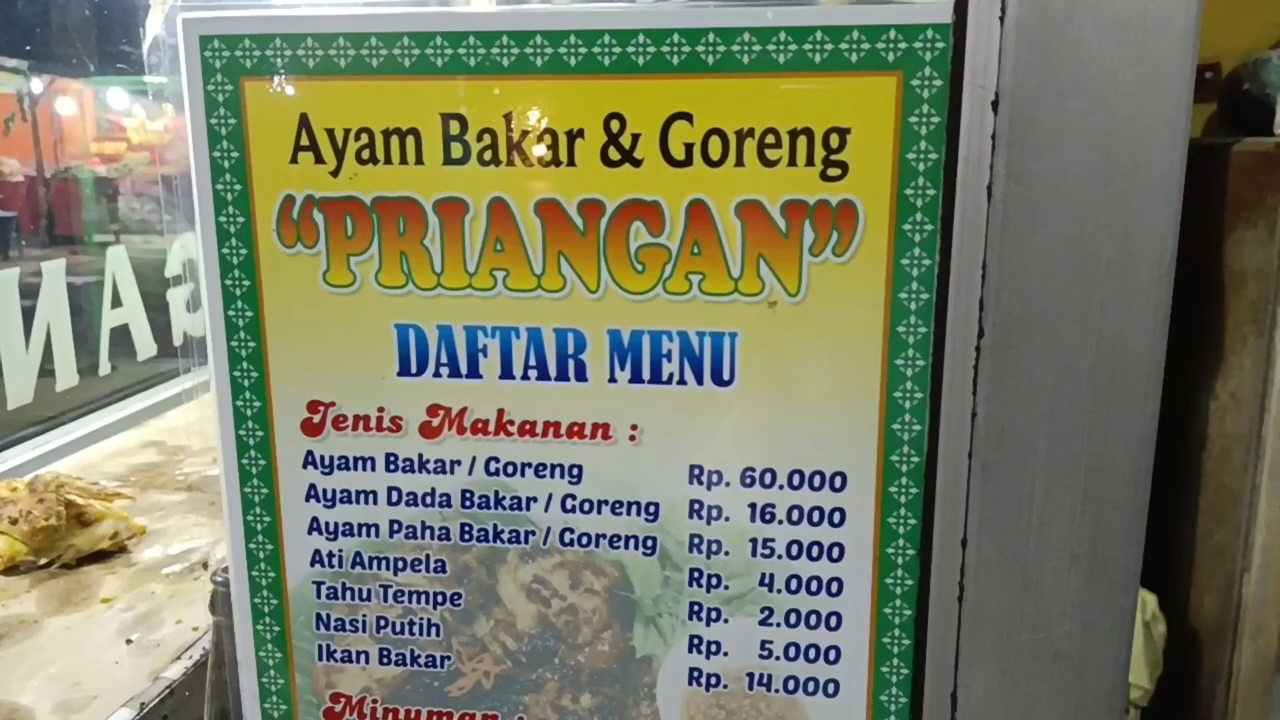 Ayam Bakar & Goreng
"PRIANGAN"
DAFTAR MENU
Jenis Makanan :
Ayam Bakar / Goreng Rp. 60.000
Ayam Dada Bakar / Goreng Rp. 16.000
Ayam Paha Bakar / Goreng Rp. 15.000
Ati Ampela Rp. 4.000
Tahu Tempe Rp. 2.000
Nasi Putih Rp. 5.000
Ikan Bakar Rp. 14.000
Minuman :